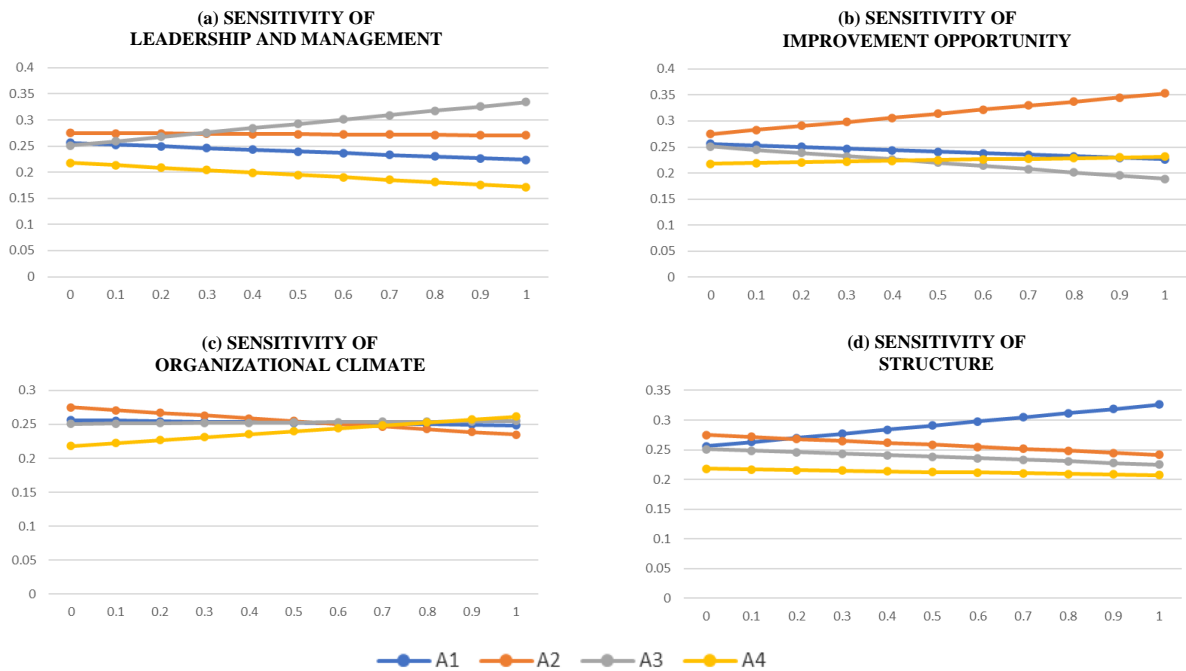 (a) SENSITIVITY OF
LEADERSHIP AND MANAGEMENT
0.4
0.35
0.3
0.25
0.2
0.15
0.1
0.05
0
0 0.1 0.2 0.3 0.4 0.5 0.6 0.7 0.8 0.9 1
(b) SENSITIVITY OF
IMPROVEMENT OPPORTUNITY
0.4
0.35
0.3
0.25
0.2
0.15
0.1
0.05
0
0 0.1 0.2 0.3 0.4 0.5 0.6 0.7 0.8 0.9 1
(c) SENSITIVITY OF
ORGANIZATIONAL CLIMATE
0.3
0.25
0.2
0.15
0.1
0.05
0
0 0.1 0.2 0.3 0.4 0.5 0.6 0.7 0.8 0.9 1
(d) SENSITIVITY OF
STRUCTURE
0.35
0.3
0.25
0.2
0.15
0.1
0.05
0
0 0.1 0.2 0.3 0.4 0.5 0.6 0.7 0.8 0.9 1
A1 A2 A3 A4